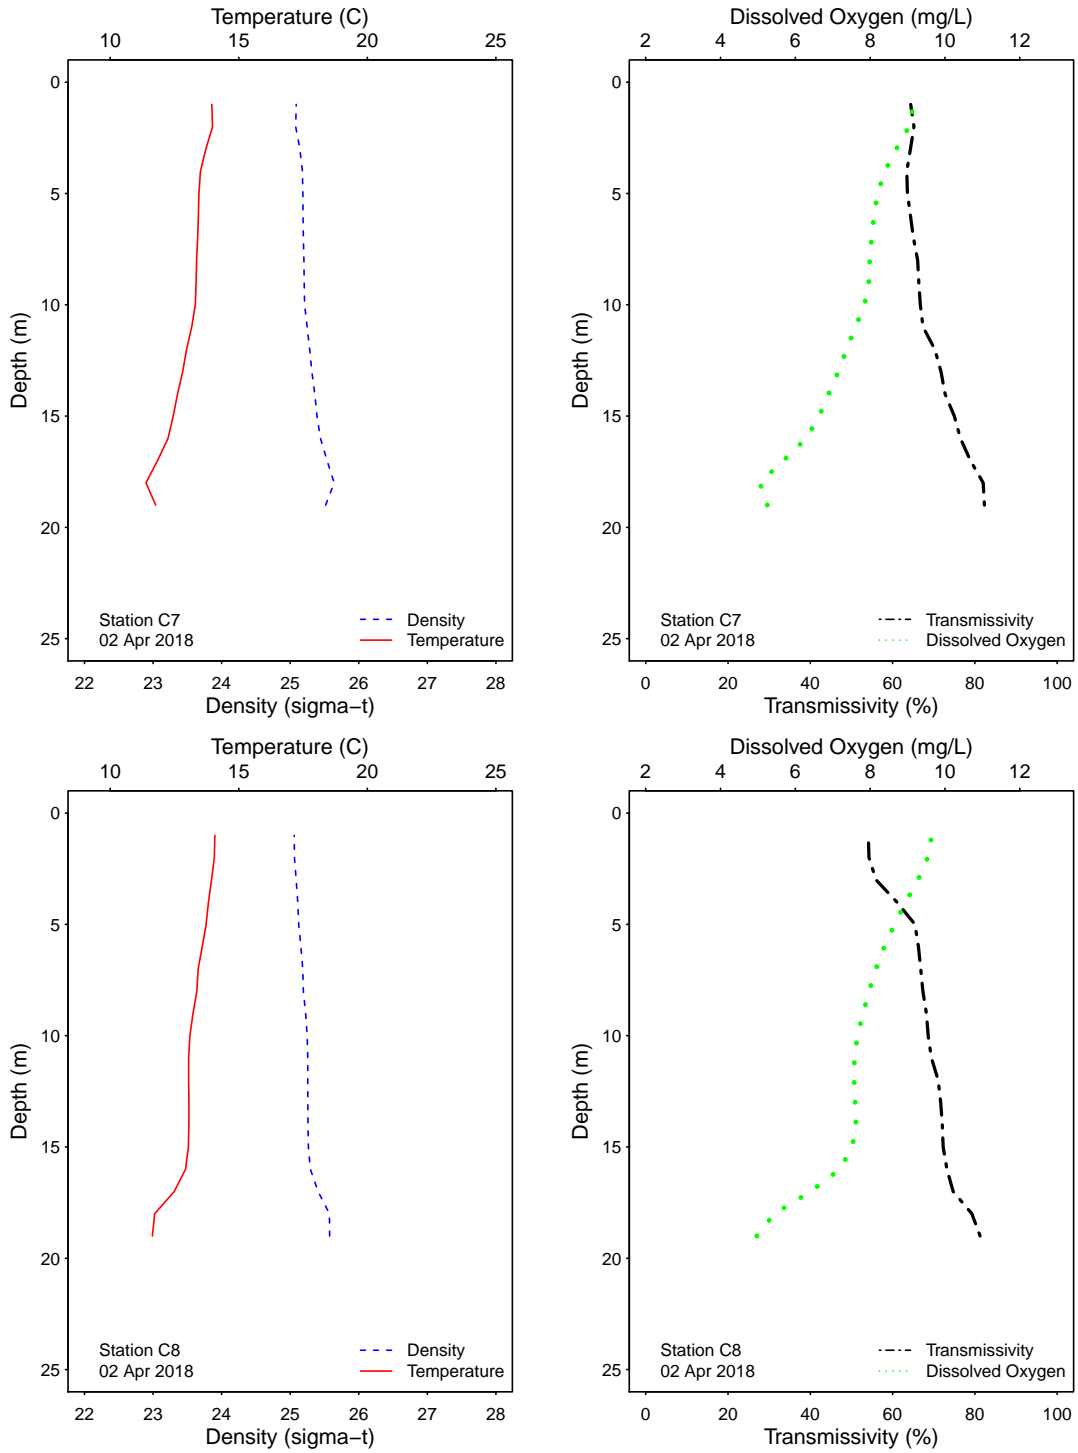 Temperature (C)
10 15 20 25
0
5
10
15
20
25
Depth (m)
Station C7
02 Apr 2018
Density
Temperature
22 23 24 25 26 27 28
Density (sigma−t)
Dissolved Oxygen (mg/L)
2 4 6 8 10 12
0
5
10
15
20
25
Depth (m)
Station C7
02 Apr 2018
Transmissivity
Dissolved Oxygen
0 20 40 60 80 100
Transmissivity (%)
Temperature (C)
10 15 20 25
0
5
10
15
20
25
Depth (m)
Station C8
02 Apr 2018
Density
Temperature
22 23 24 25 26 27 28
Density (sigma−t)
Dissolved Oxygen (mg/L)
2 4 6 8 10 12
0
5
10
15
20
25
Depth (m)
Station C8
02 Apr 2018
Transmissivity
Dissolved Oxygen
0 20 40 60 80 100
Transmissivity (%)